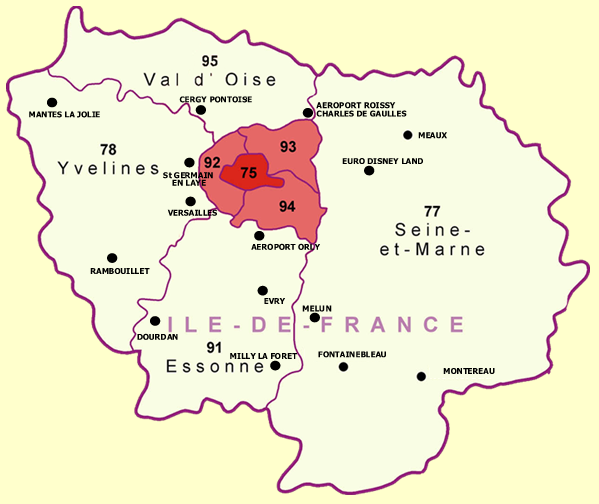 95
Val d' Oise
CERGY PONTOISE
AEROPORT ROISSY
CHARLES DE GAULLES
MANTES LA JOLIE
MEAUX
78
Yvelines
92
93
EURO DISNEY LAND
75
St GERMAIN
EN LAYE
94
VERSAILLES
77
Seine-
et-Marne
AEROPORT ORLY
RAMBOUILLET
EVRY
MELUN
ILE-DE-FRANCE
DOURDAN
91
Essonne
MILLY LA FORET
FONTAINEBLEAU
MONTEREAU